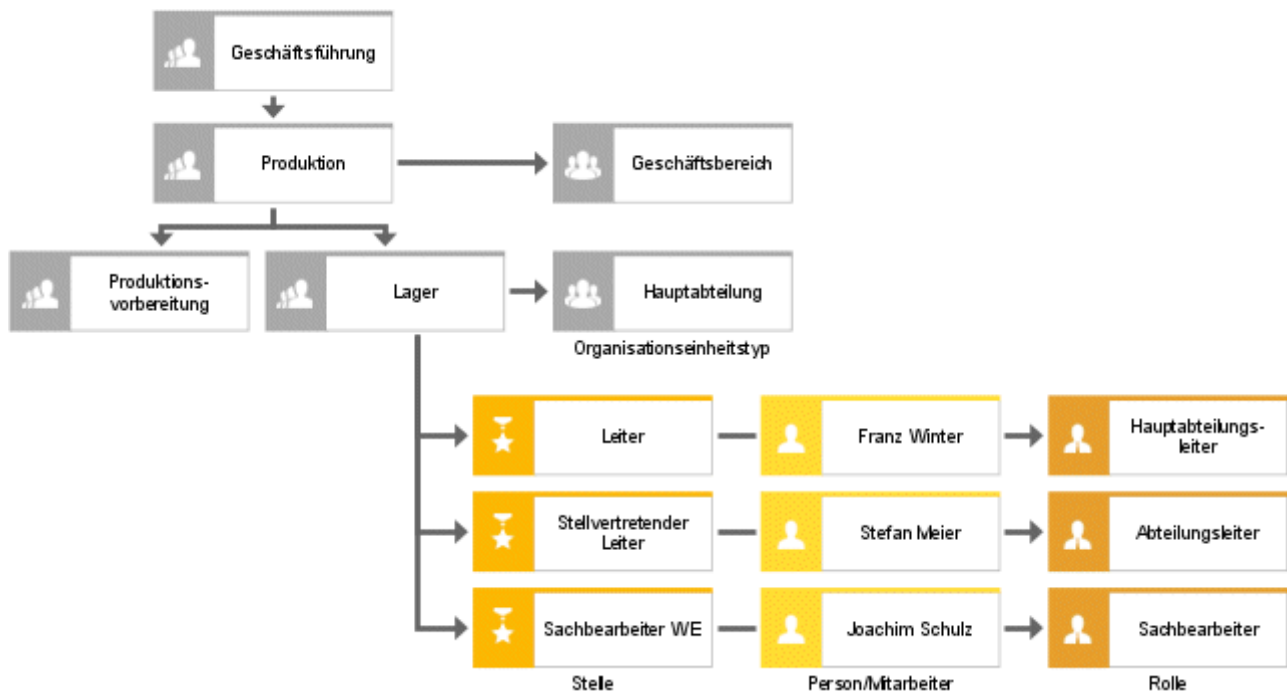 Geschäftsführung
Produktion
Geschäftsbereich
Produktions-
vorbereitung
Lager
Hauptabteilung
Organisationseinheitstyp
Leiter
Franz Winter
Hauptabteilungs-
leiter
Stellvertretender
Leiter
Stefan Meier
Abteilungsleiter
Sachbearbeiter WE
Joachim Schulz
Sachbearbeiter
Stelle
Person/Mitarbeiter
Rolle